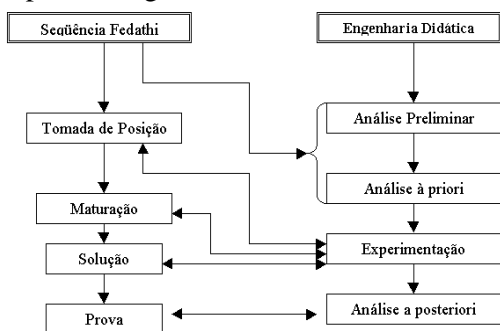 Seqüência Fedathi
Engenharia Didática
Tomada de Posição
Análise Preliminar
Análise à priori
Maturação
Experimentação
Solução
Análise a posteriori
Prova